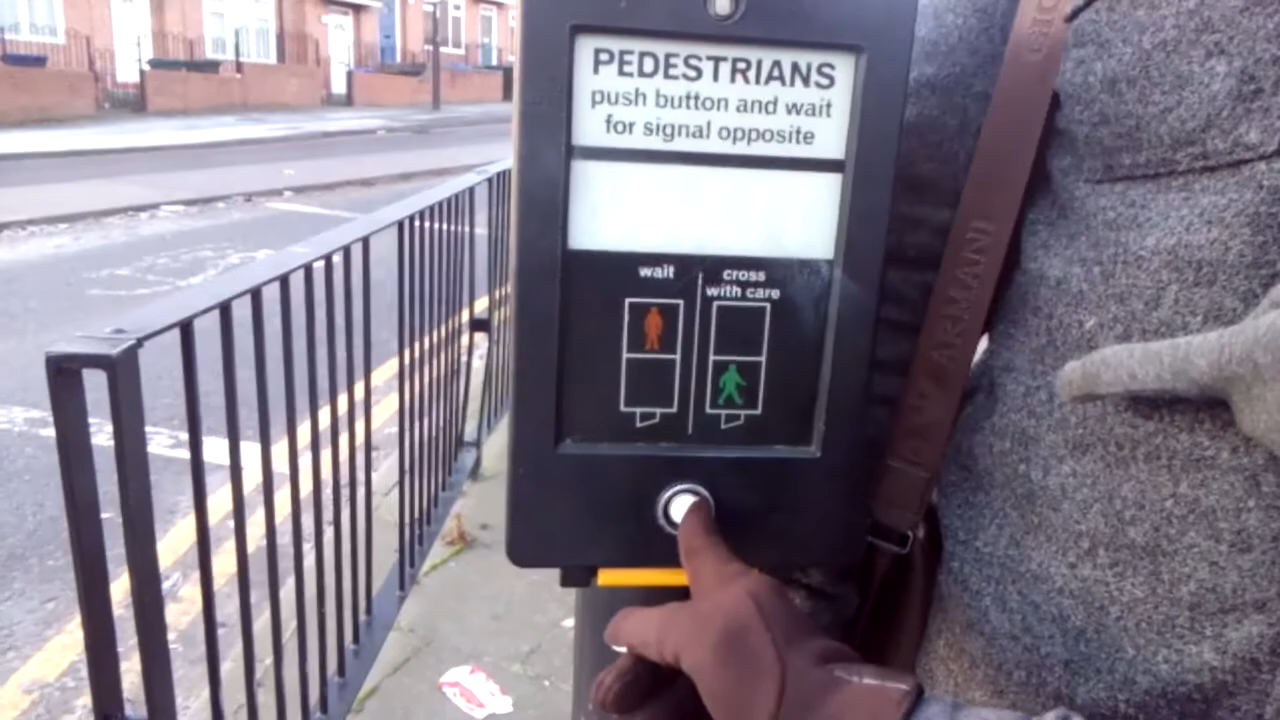 PEDESTRIANS
push button and wait
for signal opposite
wait
cross
with care
ARMANI